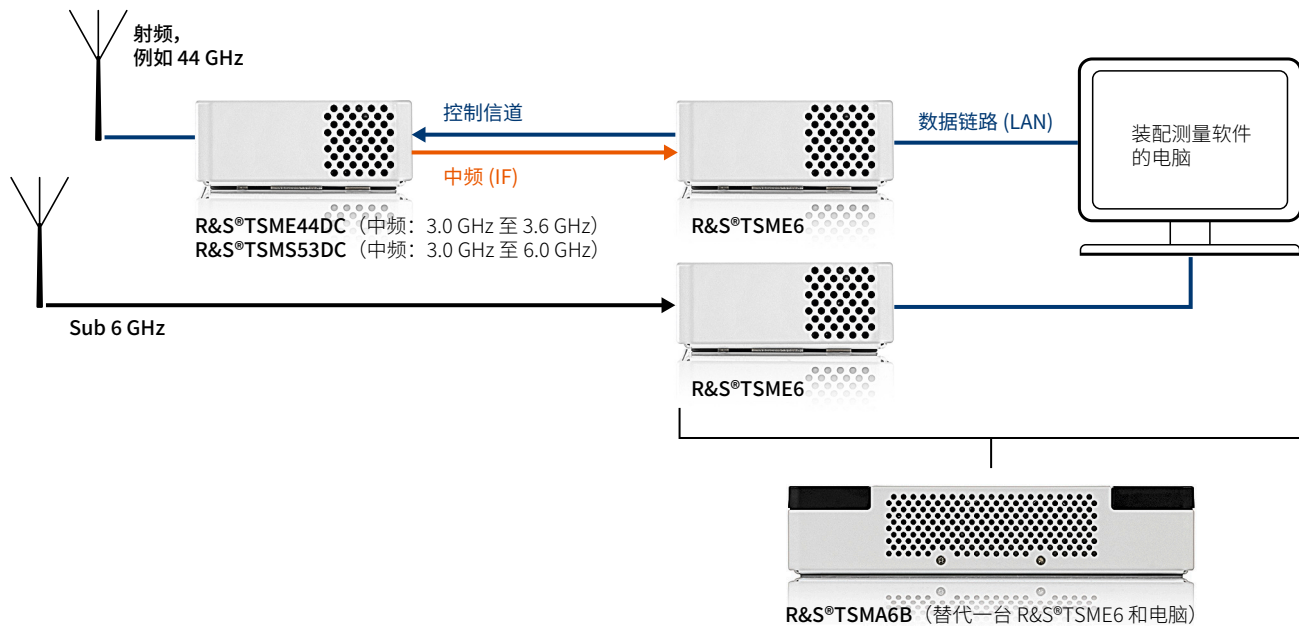 射频，
例如 44 GHz
控制信道
中频 (IF)
数据链路 (LAN)
装配测量软件
的电脑
R&S®TSME44DC（中频：3.0 GHz 至 3.6 GHz）
R&S®TSMS53DC（中频：3.0 GHz 至 6.0 GHz）
R&S®TSME6
Sub 6 GHz
R&S®TSME6
R&S®TSMA6B（替代一台 R&S®TSME6 和电脑）